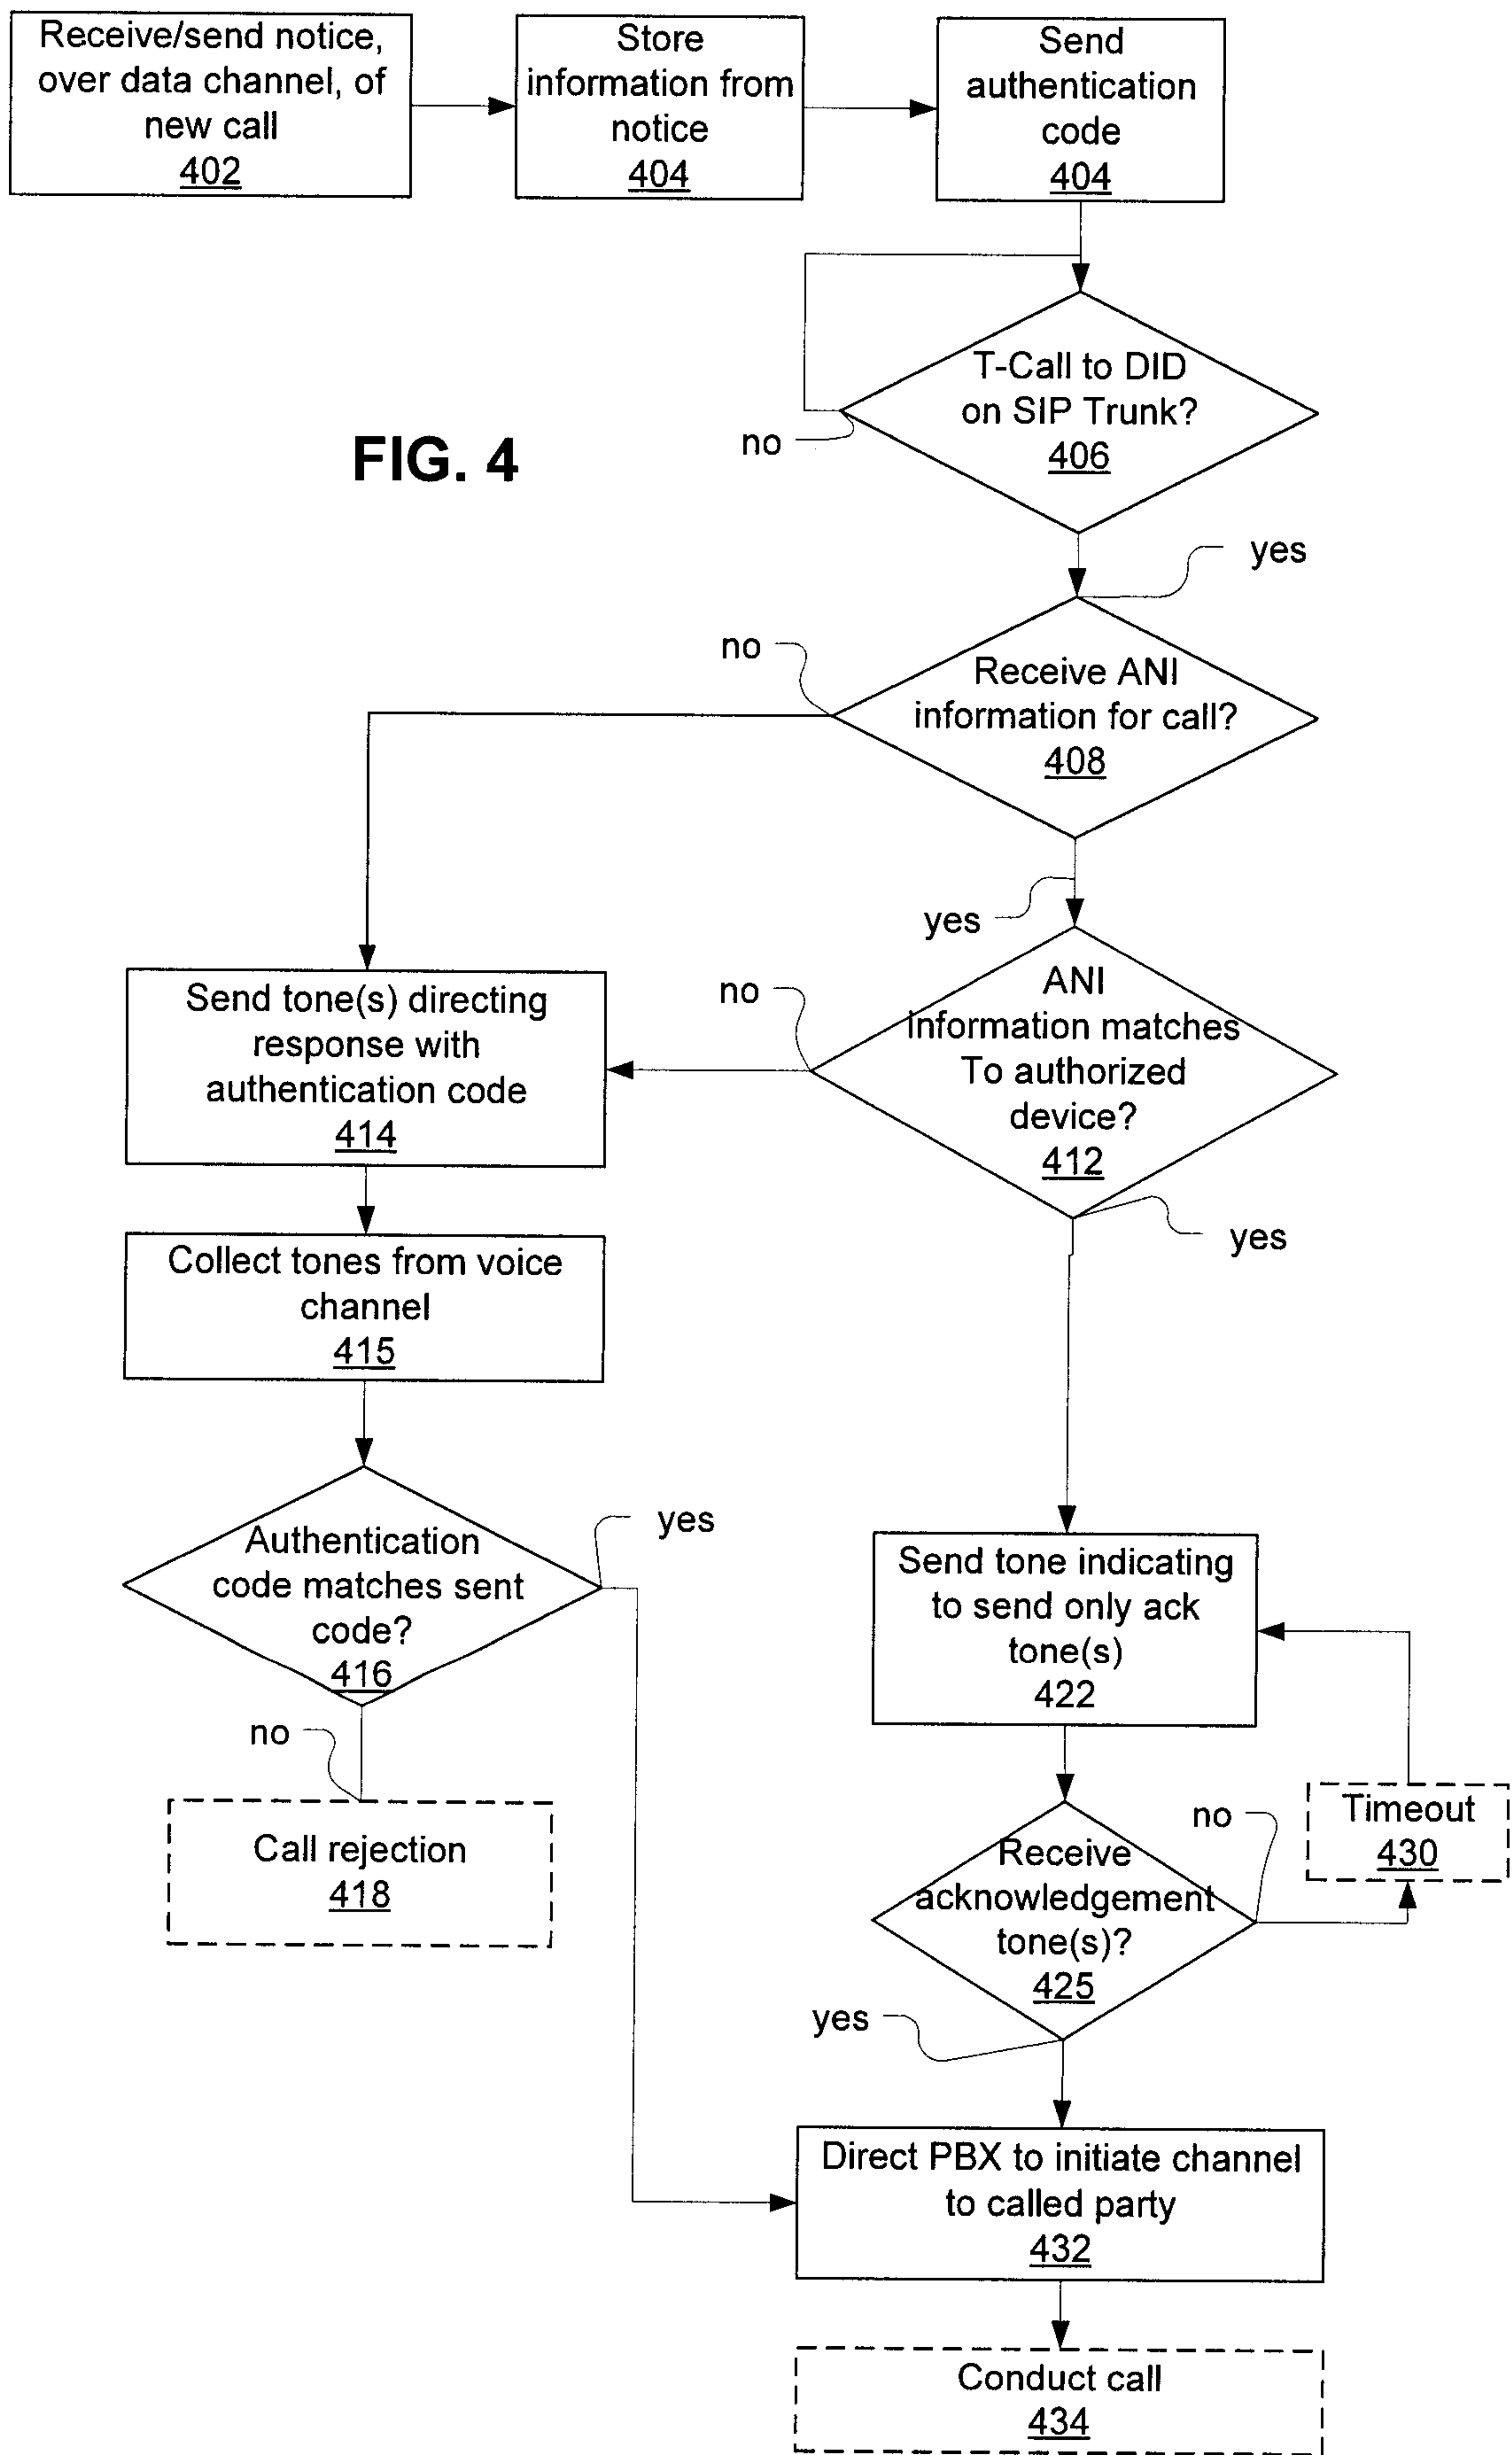 Receive/send notice,
over data channel, of
new call
402
Store
information from
notice
404
Send
authentication
code
404
T-Call to DID
on SIP Trunk?
406
no
FIG. 4
yes
no
Receive ANI
information for call?
408
yes
ANI
information matches
To authorized
device?
412
no
yes
Send tone(s) directing
response with
authentication code
414
Collect tones from voice
channel
415
Authentication
code matches sent
code?
416
yes
no
Call rejection
418
Send tone indicating
to send only ack
tone(s)
422
Receive
acknowledgement
tone(s)?
425
no
Timeout
430
yes
Direct PBX to initiate channel
to called party
432
Conduct call
434